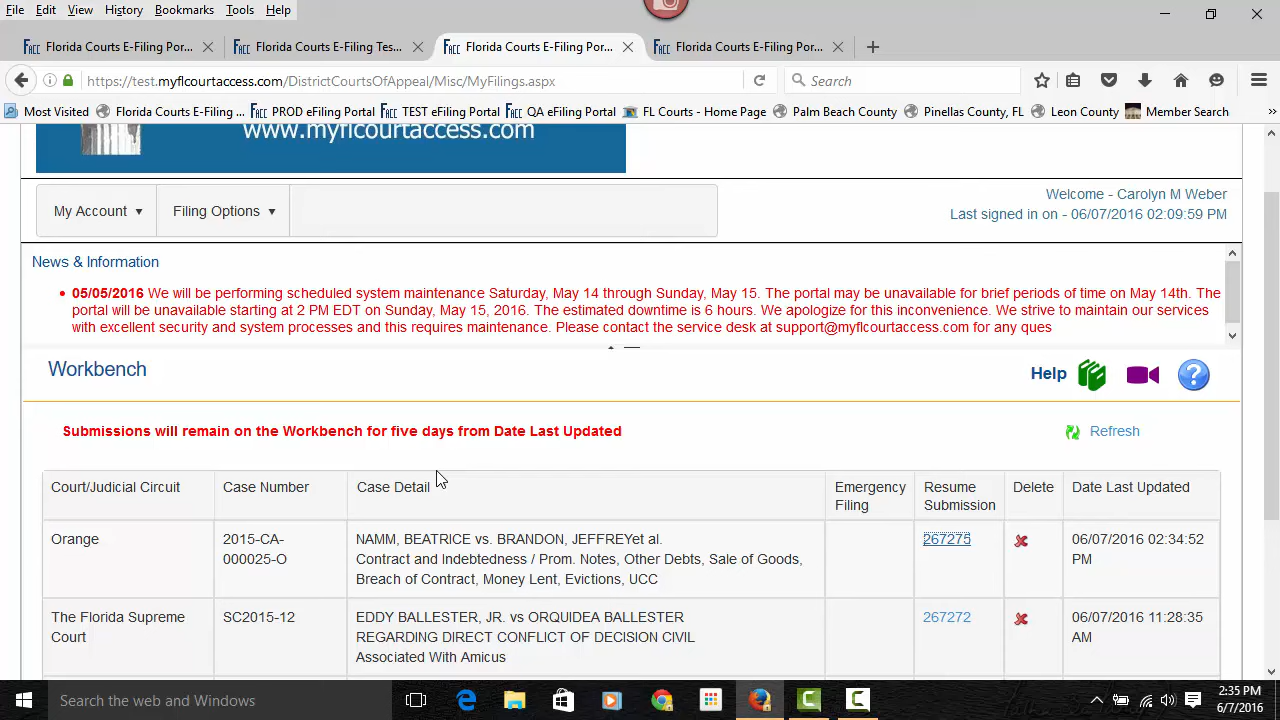 File Edit View History Bookmarks Tools Help
Florida Courts E-Filing Por... Florida Courts E-Filing Tes... Florida Courts E-Filing Por... Florida Courts E-Filing Por...
https://test.myflcourtaccess.com/DistrictCourtsOfAppeal/Misc/MyFilings.aspx Search
Most Visited Florida Courts E-Filing ... FACC PROD eFiling Portal FACC TEST eFiling Portal FACC QA eFiling Portal FL Courts - Home Page Palm Beach County Pinellas County, FL Leon County Member Search
www.myflcourtaccess.com
My Account Filing Options
Welcome - Carolyn M Weber
Last signed in on - 06/07/2016 02:09:59 PM
News & Information
05/05/2016 We will be performing scheduled system maintenance Saturday, May 14 through Sunday, May 15. The portal may be unavailable for brief periods of time on May 14th. The
portal will be unavailable starting at 2 PM EDT on Sunday, May 15, 2016. The estimated downtime is 6 hours. We apologize for this inconvenience. We strive to maintain our services
with excellent security and system processes and this requires maintenance. Please contact the service desk at support@myflcourtaccess.com for any ques
Workbench
Help
Submissions will remain on the Workbench for five days from Date Last Updated
Refresh
Court/Judicial Circuit Case Number Case Detail Emergency Filing Resume Submission Delete Date Last Updated
Orange
2015-CA-
000025-O
NAMM, BEATRICE vs. BRANDON, JEFFREYet al.
Contract and Indebtedness / Prom. Notes, Other Debts, Sale of Goods,
Breach of Contract, Money Lent, Evictions, UCC
267275
06/07/2016 02:34:52
PM
The Florida Supreme
Court
SC2015-12
EDDY BALLESTER, JR. vs ORQUIDEA BALLESTER
REGARDING DIRECT CONFLICT OF DECISION CIVIL
Associated With Amicus
267272
06/07/2016 11:28:35
AM
Search the web and Windows
2:35 PM
6/7/2016